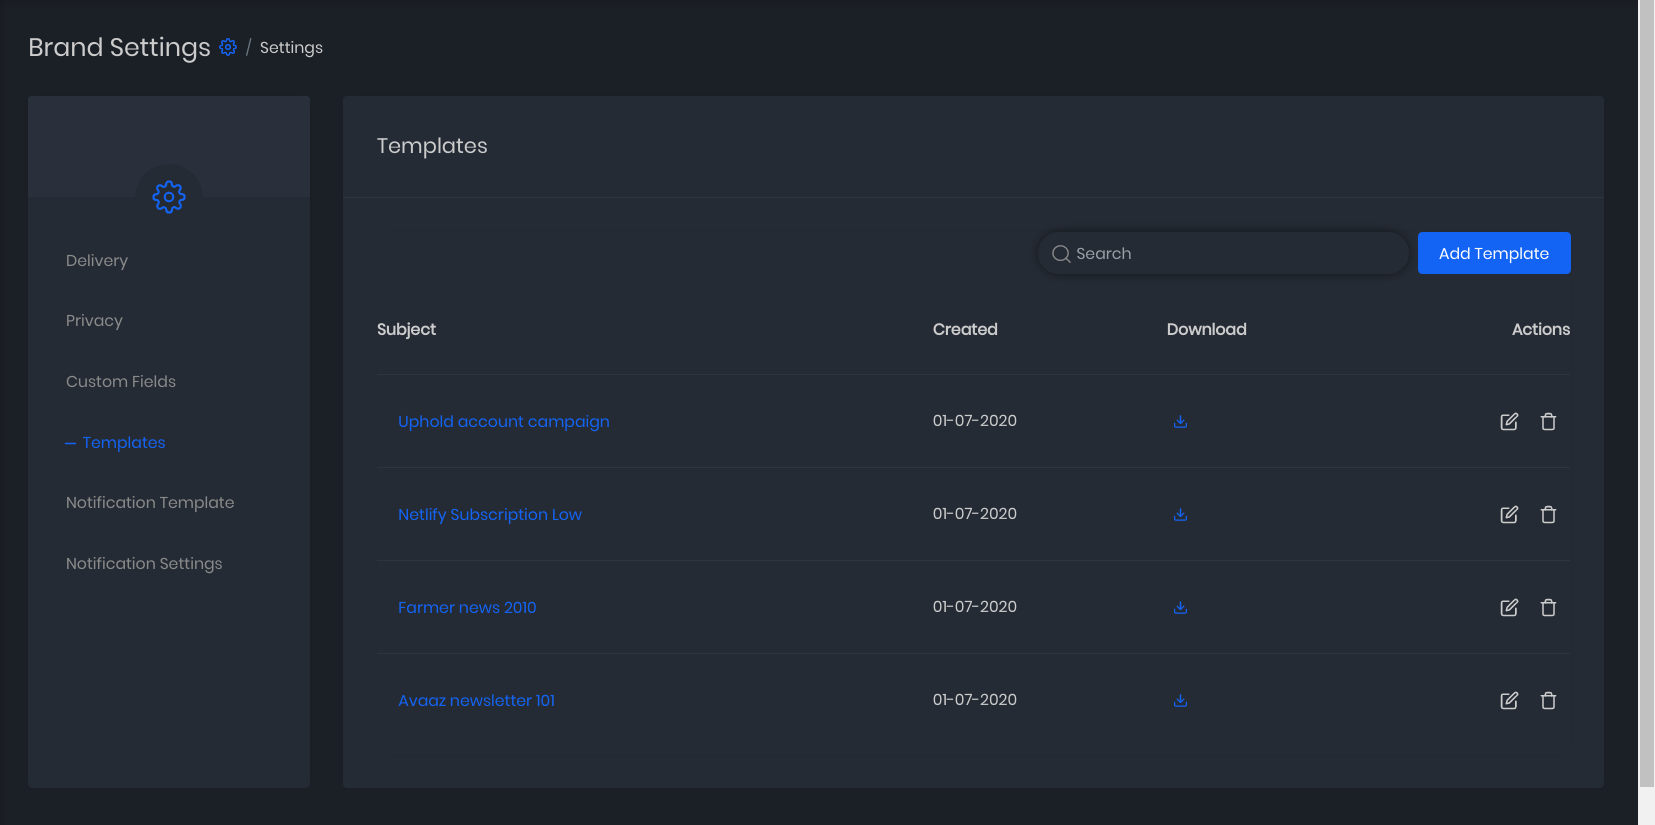 Brand Settings / Settings
Delivery
Privacy
Custom Fields
Templates
Notification Template
Notification Settings
Templates
Search
Add Template
Subject Created Download Actions
Uphold account campaign 01-07-2020
Netlify Subscription Low 01-07-2020
Farmer news 2010 01-07-2020
Avaaz newsletter 101 01-07-2020